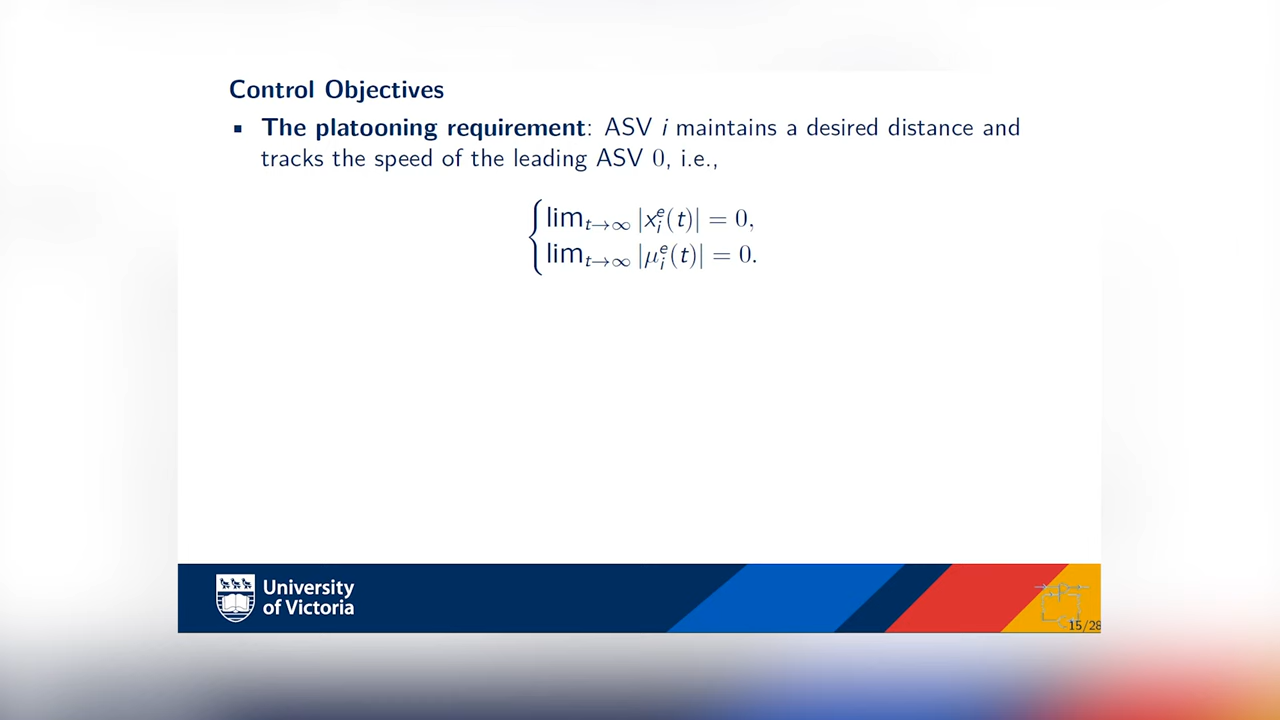 Control Objectives
▪ The platooning requirement: ASV i maintains a desired distance and
tracks the speed of the leading ASV 0, i.e.,
lim_{t→∞} |x_i^e(t)| = 0,
lim_{t→∞} |μ_i^e(t)| = 0.
University
of Victoria
15/28